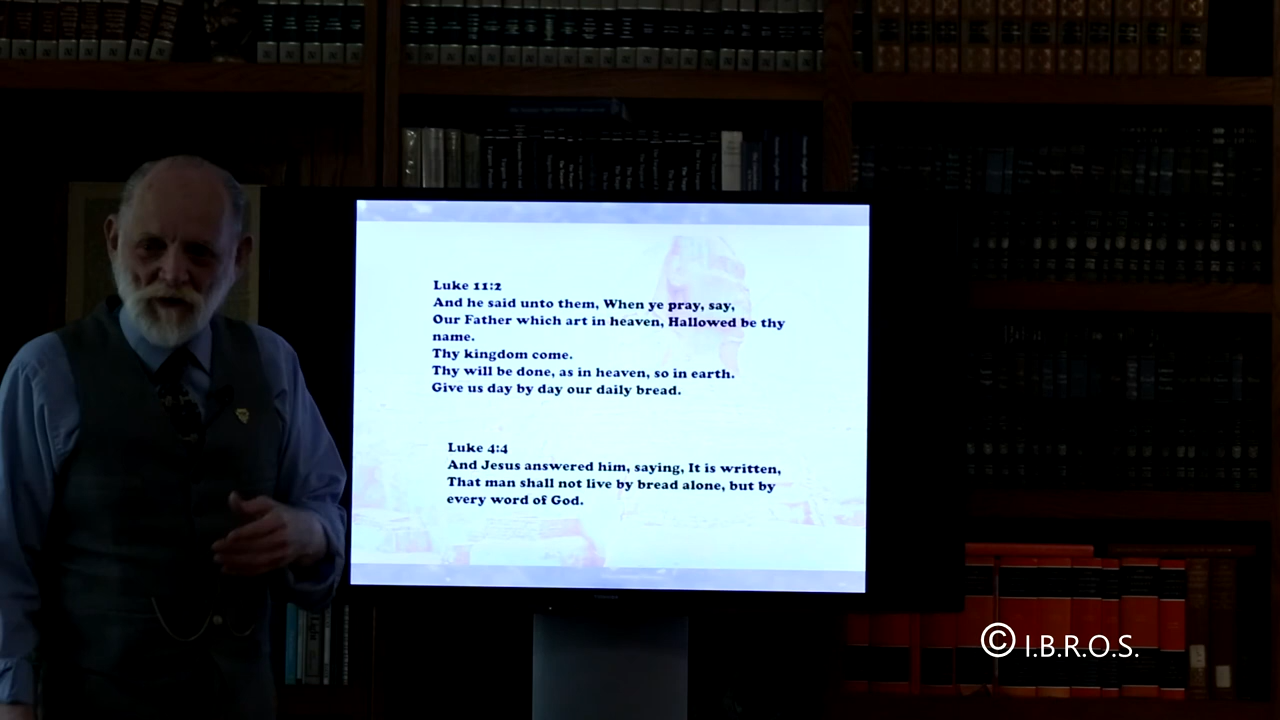 Luke 11:2
And he said unto them, When ye pray, say,
Our Father which art in heaven, Hallowed be thy
name.
Thy kingdom come.
Thy will be done, as in heaven, so in earth.
Give us day by day our daily bread.
Luke 4:4
And Jesus answered him, saying, It is written,
That man shall not live by bread alone, but by
every word of God.
© I.B.R.O.S.